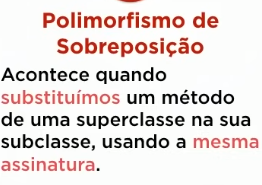 Polimorfismo de
Sobreposição
Acontece quando
substituímos um método
de uma superclasse na sua
subclasse, usando a mesma
assinatura.